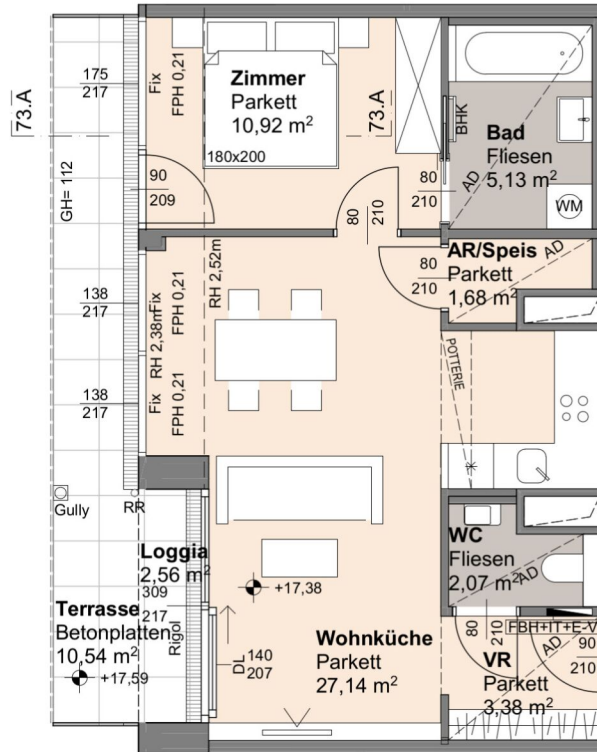 175
217
Fix
FPH 0,21
Zimmer
Parkett
10,92 m²
180x200
73.A
73.A
GH= 112
90
209
BHK
Bad
Fliesen
5,13 m²
AD
WM
80
210
80
210
AR/Speis
Parkett
1,68 m²
AD
80
210
RH 2,52m
RH 2,38m
138
217
Fix
FPH 0,21
138
217
Fix
FPH 0,21
POTTERIE
Gully
RR
Loggia
2,56 m²
309
217
Rigol
Terrasse
Betonplatten
10,54 m²
+17,59
+17,38
DL 140
207
Wohnküche
Parkett
27,14 m²
WC
Fliesen
2,07 m²
AD
80
210
FBH+IT+E-V
90
210
AD
VR
Parkett
3,38 m²